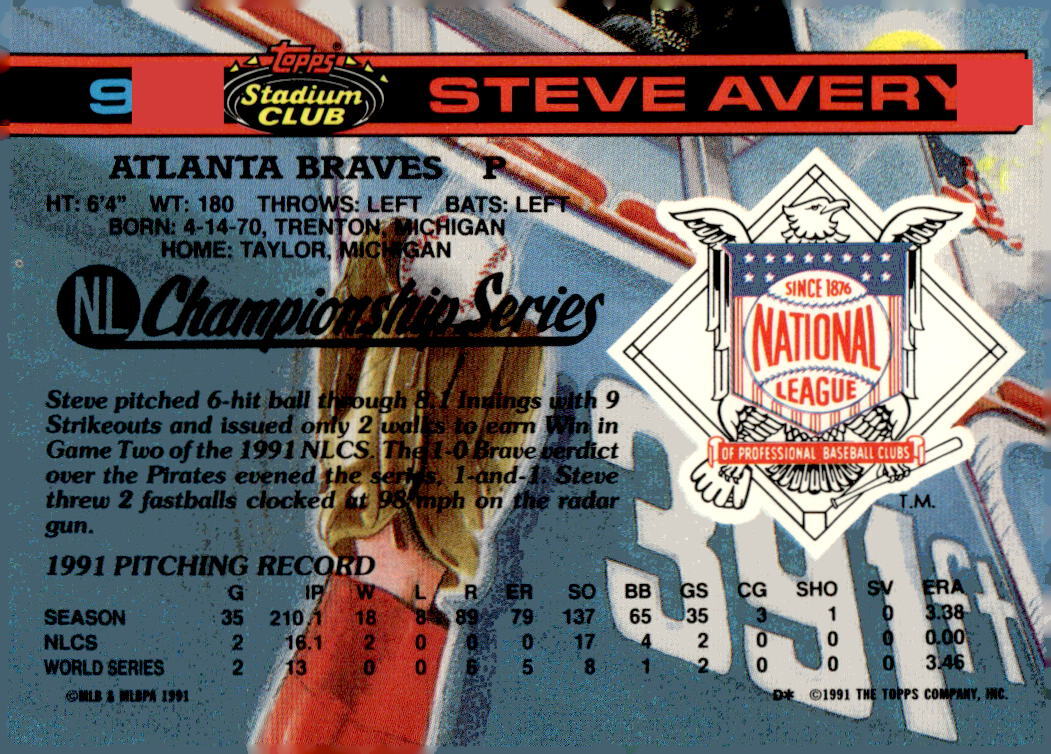 9
Topps
Stadium
CLUB
STEVE AVERY
ATLANTA BRAVES P
HT: 6'4" WT: 180 THROWS: LEFT BATS: LEFT
BORN: 4-14-70, TRENTON, MICHIGAN
HOME: TAYLOR, MICHIGAN
NL Championship Series
SINCE 1876
NATIONAL
LEAGUE
OF PROFESSIONAL BASEBALL CLUBS
T.M.
Steve pitched 6-hit ball through 8.1 Innings with 9
Strikeouts and issued only 2 walks to earn Win in
Game Two of the 1991 NLCS. The 1-0 Brave verdict
over the Pirates evened the series, 1-and-1. Steve
threw 2 fastballs clocked at 98 mph on the radar
gun.
391 Ft
1991 PITCHING RECORD
G IP W L R ER SO BB GS CG SHO SV ERA
SEASON 35 210.1 18 8 89 79 137 65 35 3 1 0 3.38
NLCS 2 16.1 2 0 0 0 17 4 2 0 0 0 0.00
WORLD SERIES 2 13 0 0 6 5 8 1 2 0 0 0 3.46
©MLB & MLBPA 1991
D* ©1991 THE TOPPS COMPANY, INC.